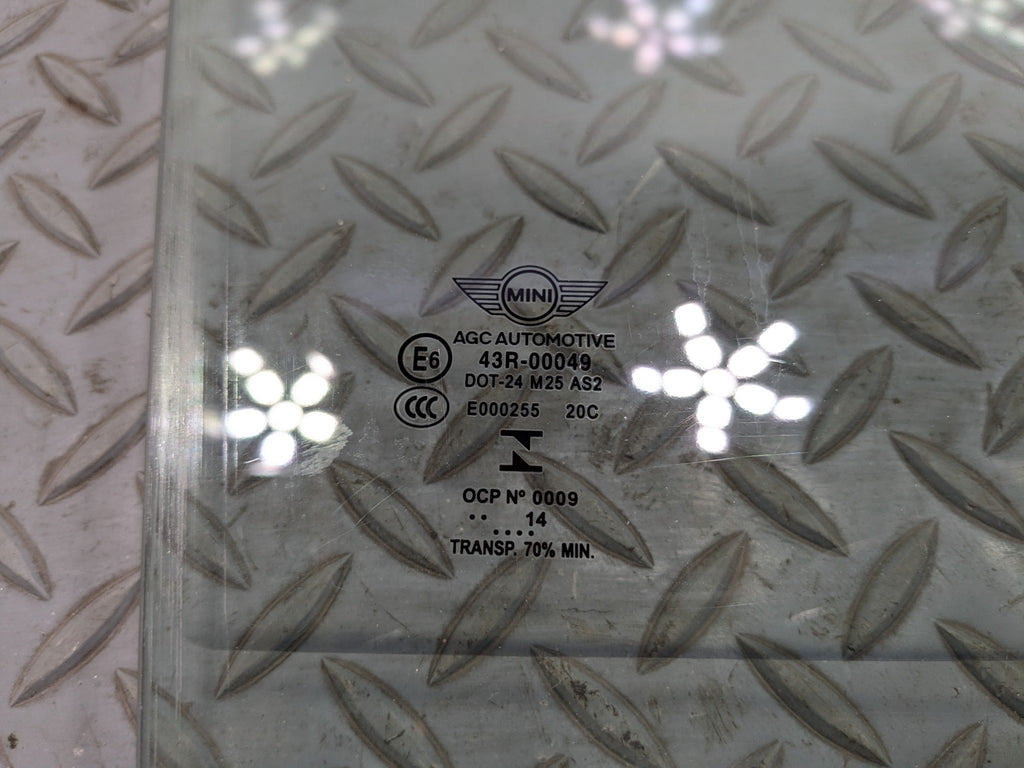 MINI
AGC AUTOMOTIVE
E6 43R-00049
DOT-24 M25 AS2
CCC E000255 20C
OCP Nº 0009
.. 14
....
TRANSP. 70% MIN.